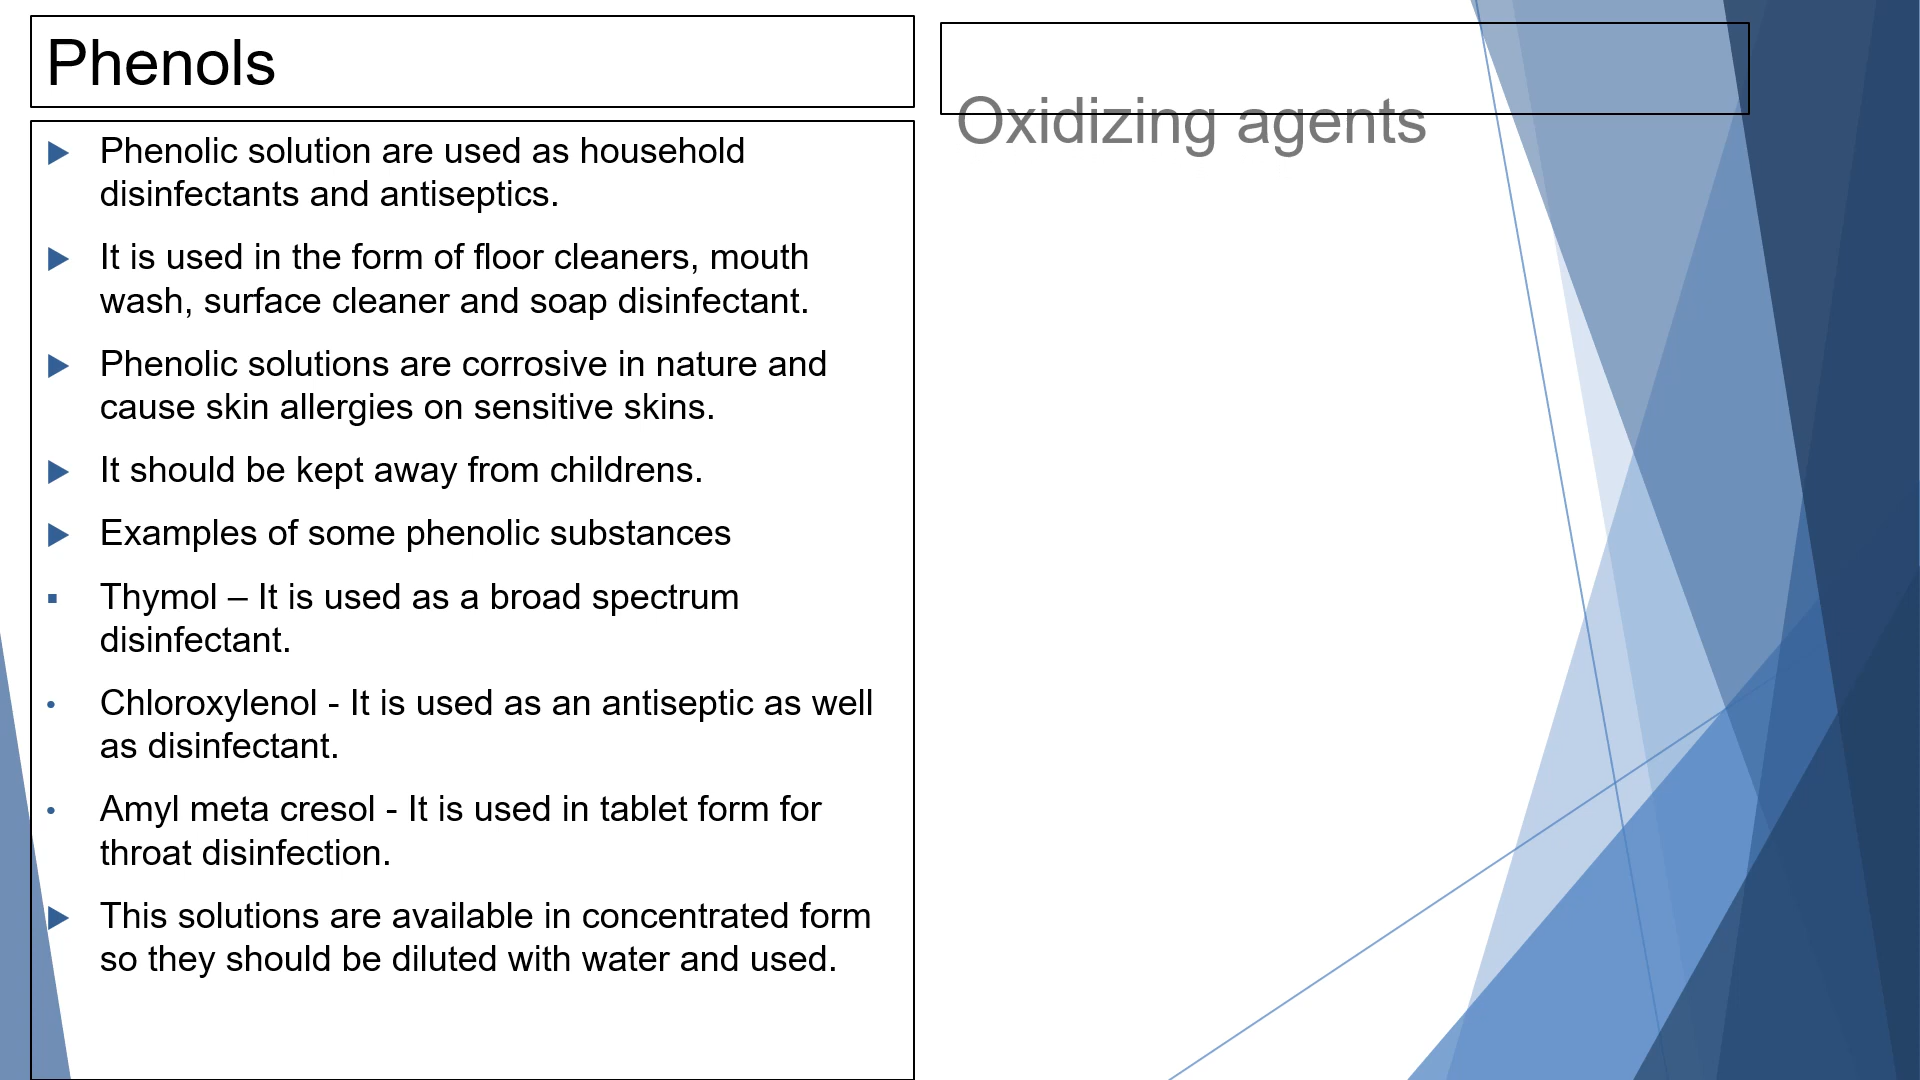 Phenols
Phenolic solution are used as household
disinfectants and antiseptics.
It is used in the form of floor cleaners, mouth
wash, surface cleaner and soap disinfectant.
Phenolic solutions are corrosive in nature and
cause skin allergies on sensitive skins.
It should be kept away from childrens.
Examples of some phenolic substances
Thymol – It is used as a broad spectrum
disinfectant.
Chloroxylenol - It is used as an antiseptic as well
as disinfectant.
Amyl meta cresol - It is used in tablet form for
throat disinfection.
This solutions are available in concentrated form
so they should be diluted with water and used.
Oxidizing agents